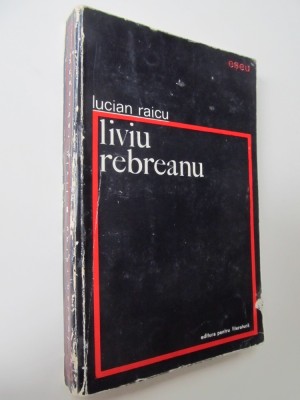 eseu
lucian raicu
liviu
rebreanu
editura pentru literatură